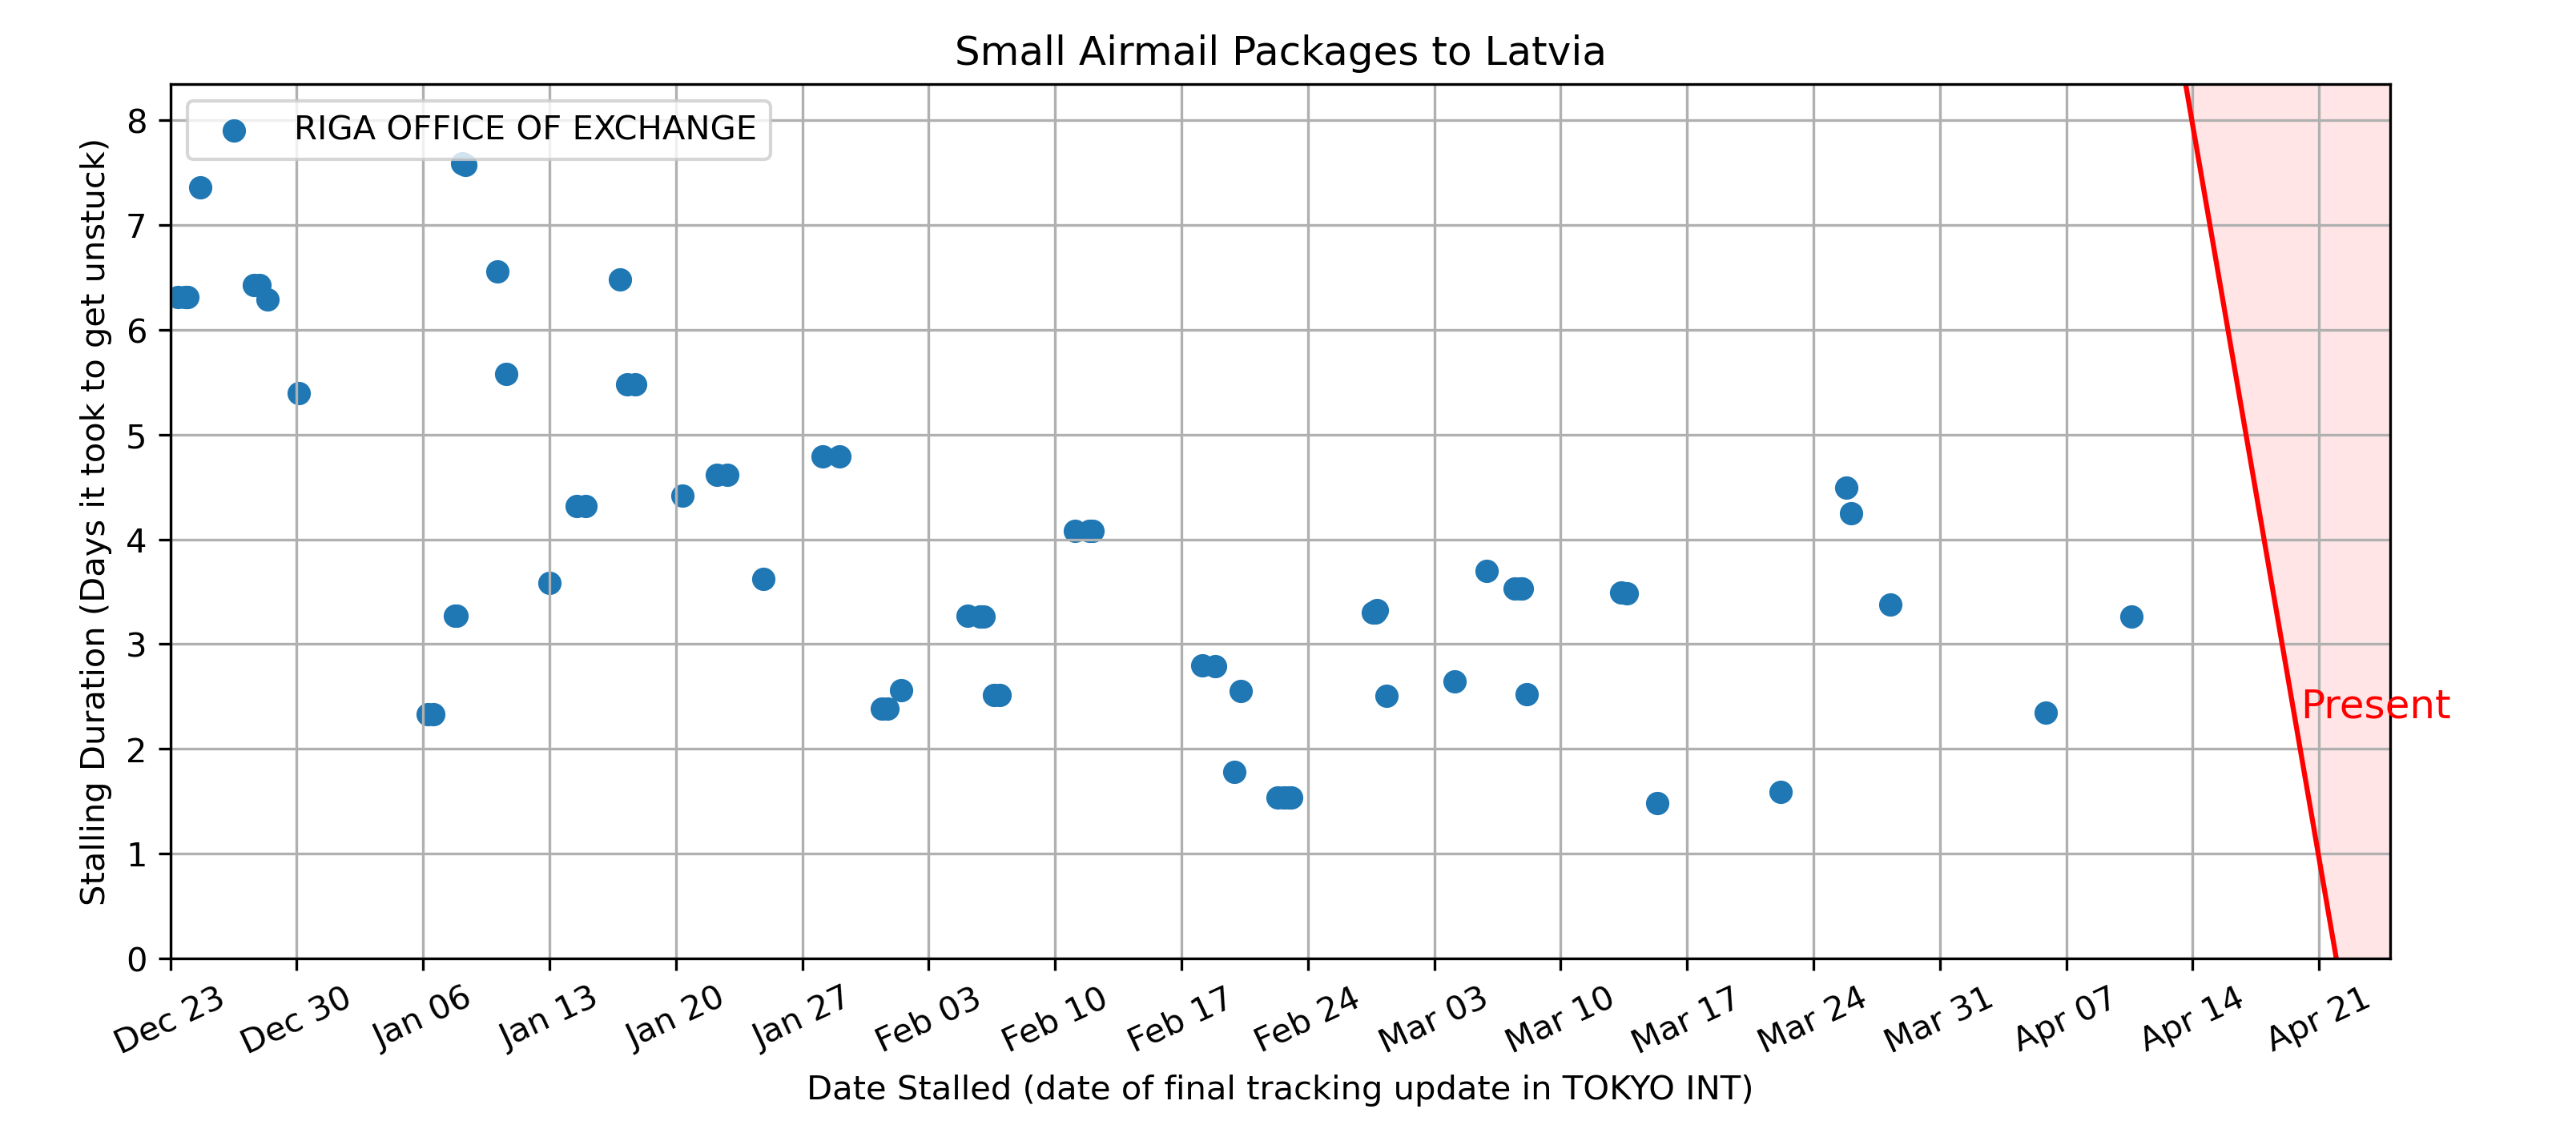 Small Airmail Packages to Latvia
RIGA OFFICE OF EXCHANGE
Stalling Duration (Days it took to get unstuck)
8
7
6
5
4
3
2
1
0
Present
Dec 23 Dec 30 Jan 06 Jan 13 Jan 20 Jan 27 Feb 03 Feb 10 Feb 17 Feb 24 Mar 03 Mar 10 Mar 17 Mar 24 Mar 31 Apr 07 Apr 14 Apr 21
Date Stalled (date of final tracking update in TOKYO INT)